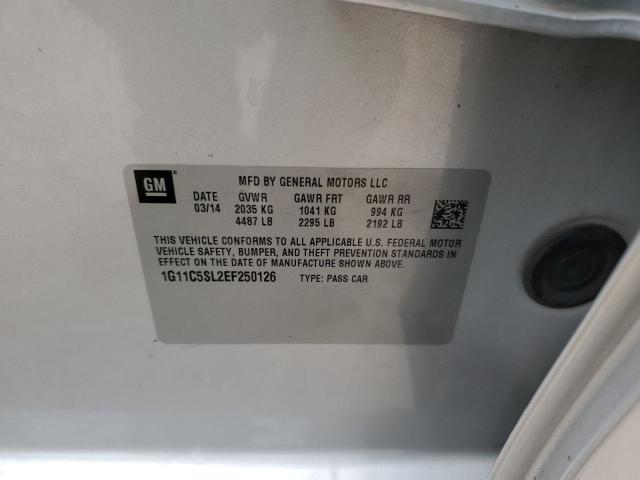 GM
MFD BY GENERAL MOTORS LLC
DATE GVWR GAWR FRT GAWR RR
03/14 2035 KG 1041 KG 994 KG
4487 LB 2295 LB 2192 LB
THIS VEHICLE CONFORMS TO ALL APPLICABLE U.S. FEDERAL MOTOR
VEHICLE SAFETY, BUMPER, AND THEFT PREVENTION STANDARDS IN
EFFECT ON THE DATE OF MANUFACTURE SHOWN ABOVE.
1G11C5SL2EF250126 TYPE: PASS CAR